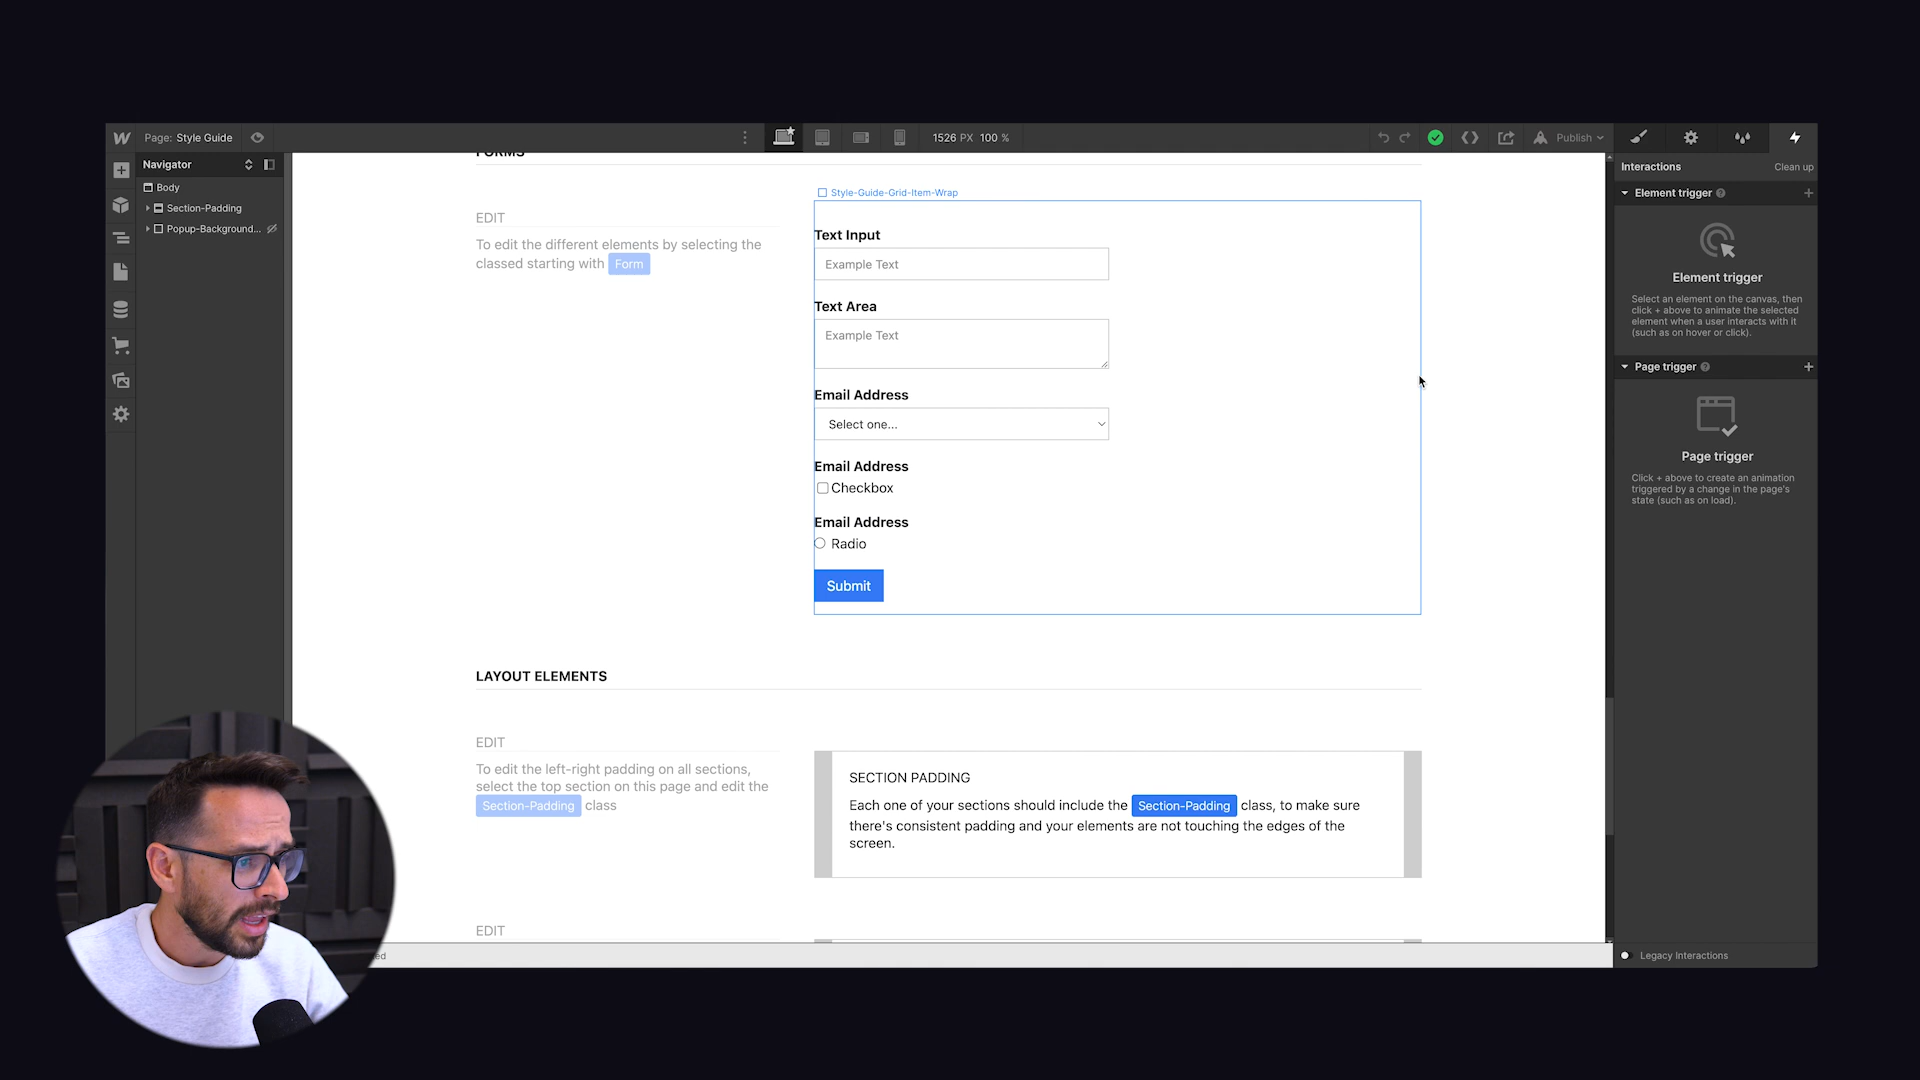 Page: Style Guide
1526 PX 100 %
Publish
Navigator
Body
Section-Padding
Popup-Background...
FORMS
EDIT
To edit the different elements by selecting the
classed starting with Form
Style-Guide-Grid-Item-Wrap
Text Input
Example Text
Text Area
Example Text
Email Address
Select one...
Email Address
Checkbox
Email Address
Radio
Submit
LAYOUT ELEMENTS
EDIT
To edit the left-right padding on all sections,
select the top section on this page and edit the
Section-Padding class
SECTION PADDING
Each one of your sections should include the Section-Padding class, to make sure
there's consistent padding and your elements are not touching the edges of the
screen.
EDIT
ed
Interactions
Clean up
Element trigger
Element trigger
Select an element on the canvas, then
click + above to animate the selected
element when a user interacts with it
(such as on hover or click).
Page trigger
Page trigger
Click + above to create an animation
triggered by a change in the page's
state (such as on load).
Legacy Interactions